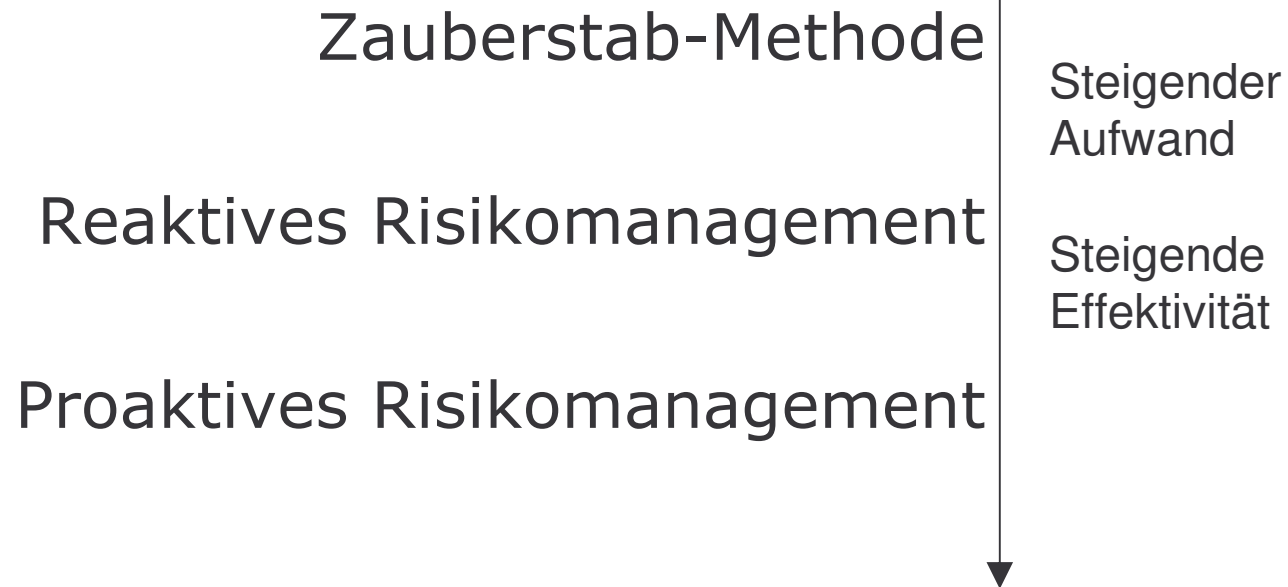 Zauberstab-Methode
Steigender
Aufwand
Reaktives Risikomanagement
Steigende
Effektivität
Proaktives Risikomanagement